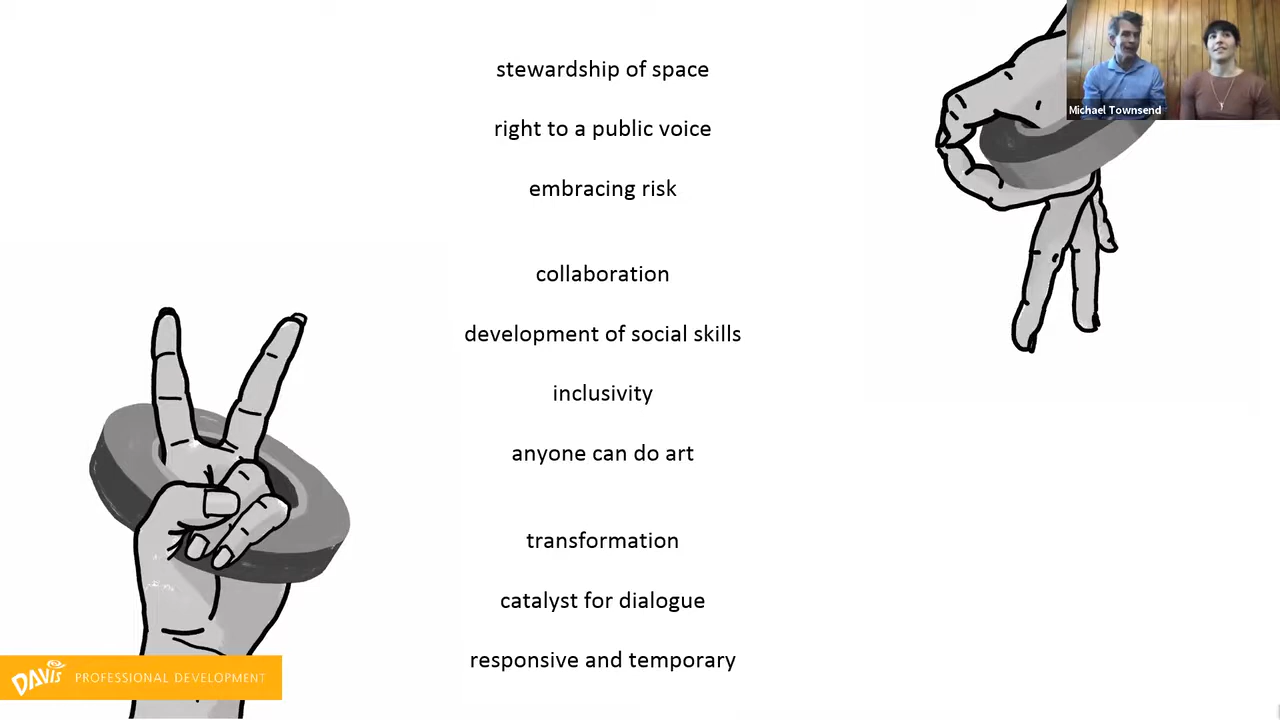 stewardship of space
right to a public voice
embracing risk
collaboration
development of social skills
inclusivity
anyone can do art
transformation
catalyst for dialogue
responsive and temporary
Michael Townsend
DAVIS PROFESSIONAL DEVELOPMENT